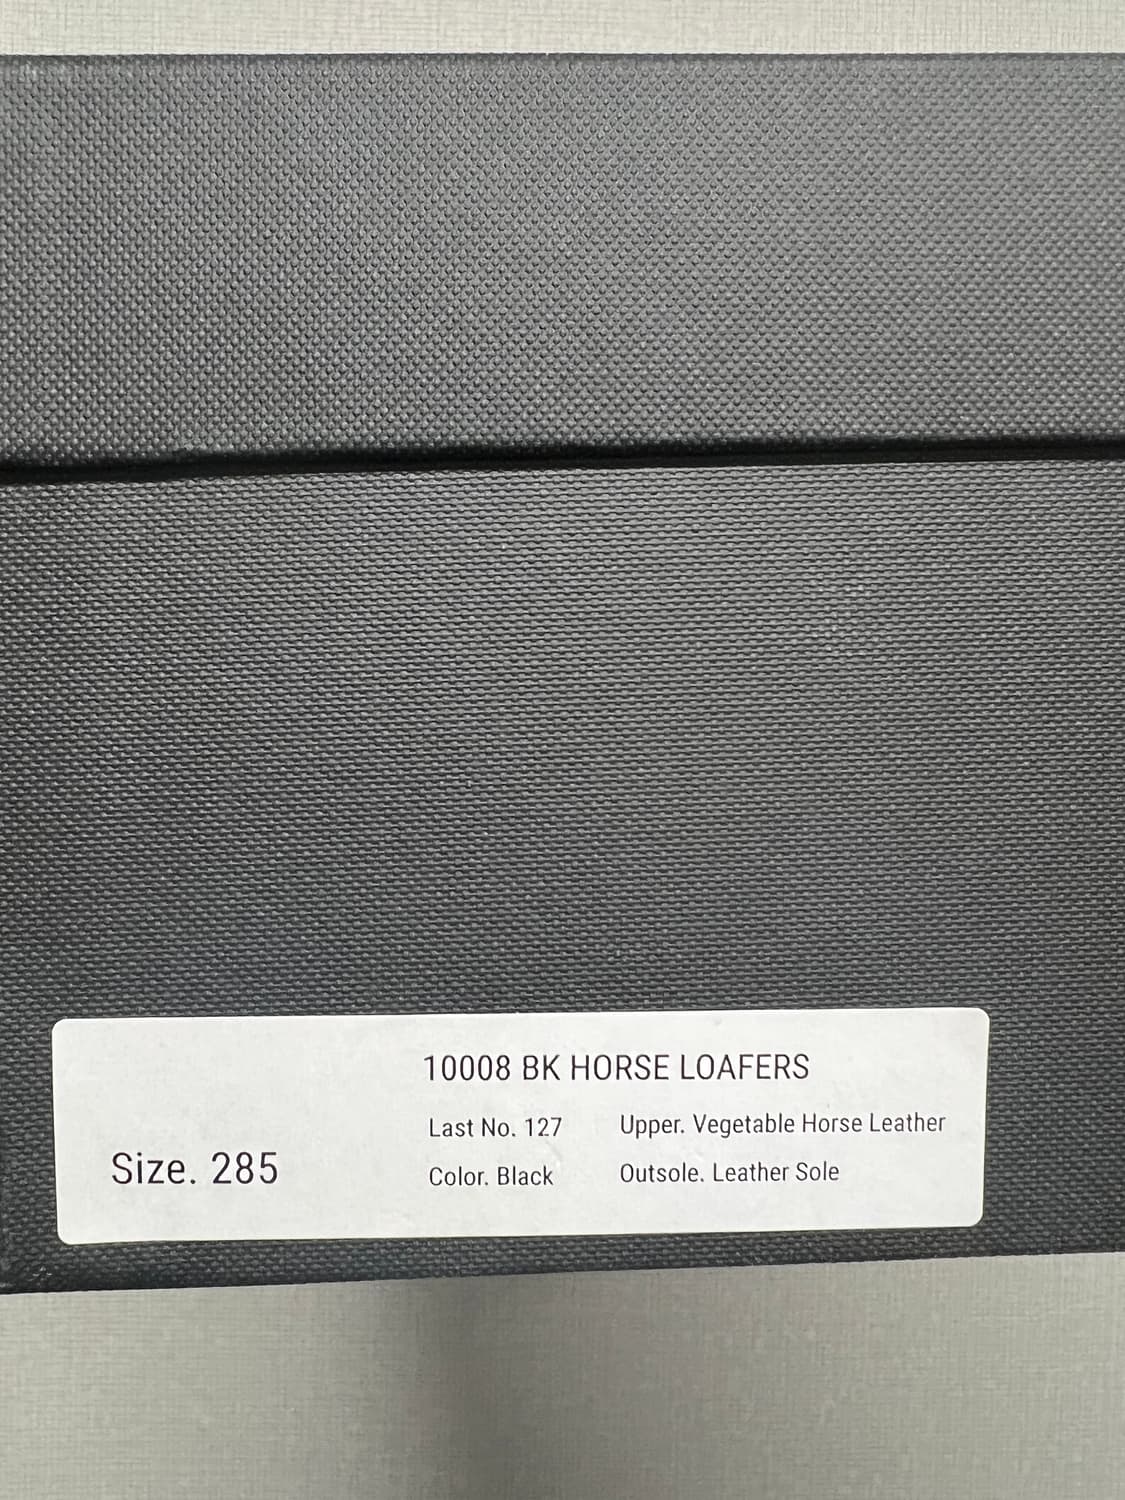 10008 BK HORSE LOAFERS
Last No. 127
Upper. Vegetable Horse Leather
Size. 285
Color. Black
Outsole. Leather Sole